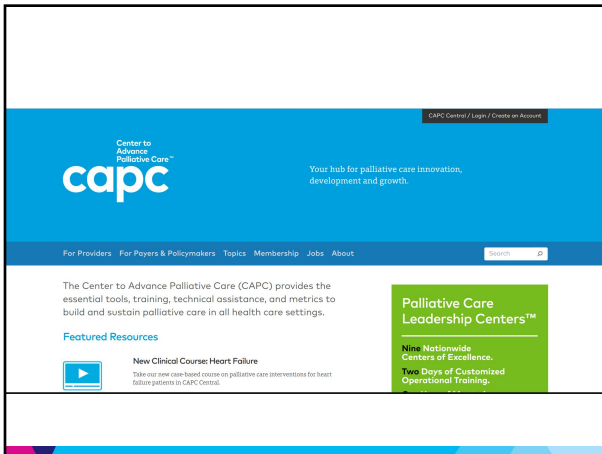 CAPC Central / Login / Create an Account
Center to
Advance
Palliative Care™
capc
Your hub for palliative care innovation,
development and growth.
For Providers For Payers & Policymakers Topics Membership Jobs About
Search
The Center to Advance Palliative Care (CAPC) provides the
essential tools, training, technical assistance, and metrics to
build and sustain palliative care in all health care settings.
Featured Resources
New Clinical Course: Heart Failure
Take our new case-based course on palliative care interventions for heart
failure patients in CAPC Central.
Palliative Care
Leadership Centers™
Nine Nationwide
Centers of Excellence.
Two Days of Customized
Operational Training.